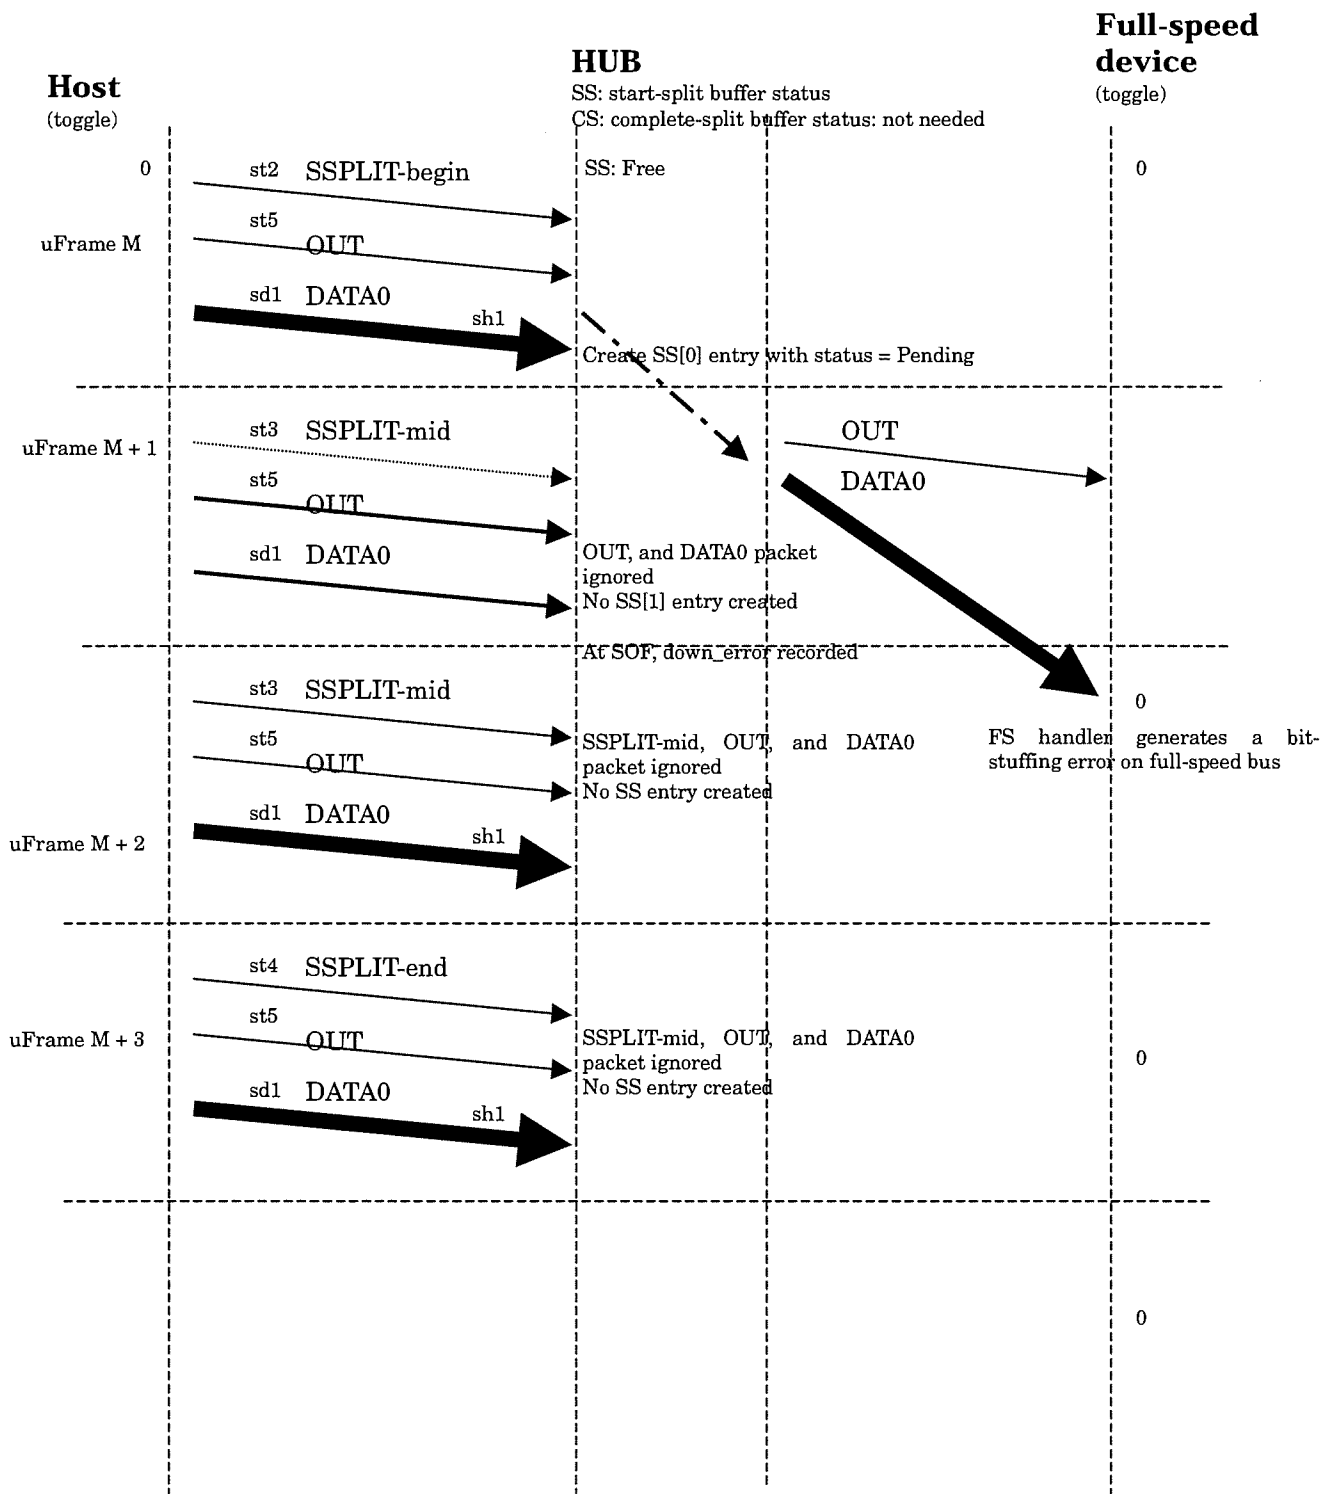 Full-speed
device
(toggle)
HUB
SS: start-split buffer status
CS: complete-split buffer status: not needed
Host
(toggle)
0
st2 SSPLIT-begin
SS: Free
0
st5
OUT
uFrame M
sd1 DATA0
sh1
Create SS[0] entry with status = Pending
uFrame M + 1
st3 SSPLIT-mid
OUT
st5
OUT
DATA0
sd1 DATA0
OUT, and DATA0 packet
ignored
No SS[1] entry created
At SOF, down_error recorded
st3 SSPLIT-mid
0
st5
OUT
SSPLIT-mid, OUT, and DATA0
packet ignored
No SS entry created
FS handler generates a bit-
stuffing error on full-speed bus
sd1 DATA0
sh1
uFrame M + 2
st4 SSPLIT-end
st5
OUT
uFrame M + 3
SSPLIT-mid, OUT, and DATA0
packet ignored
No SS entry created
0
sd1 DATA0
sh1
0